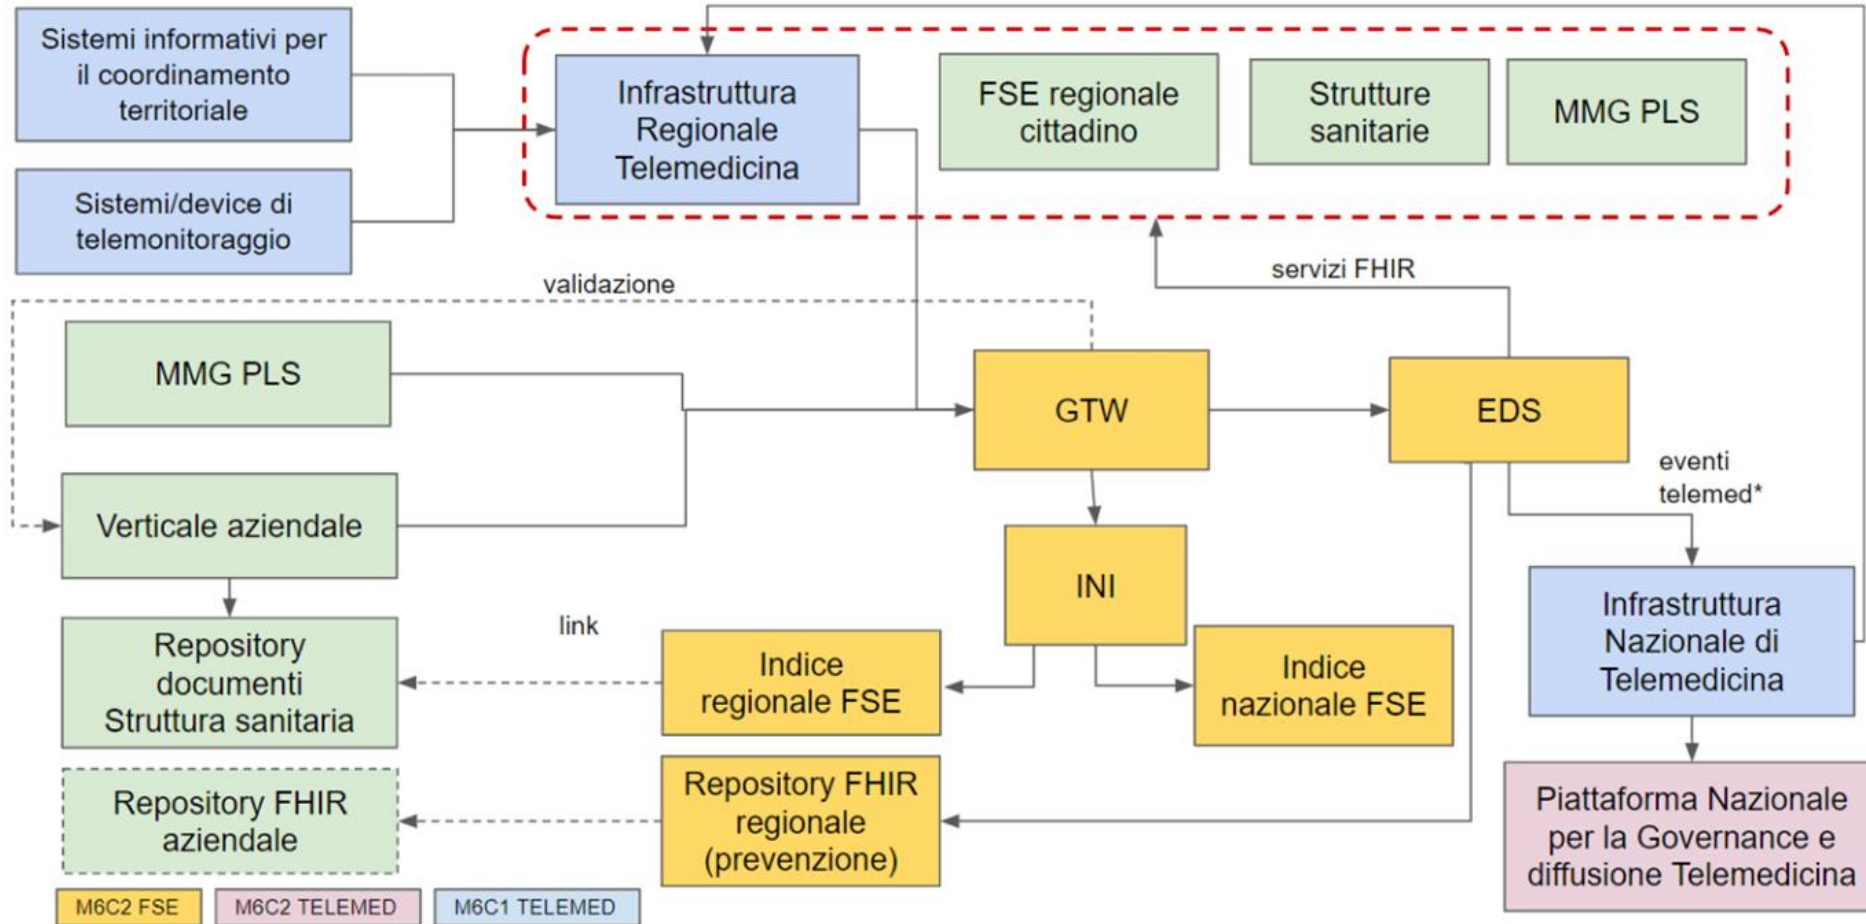 Sistemi informativi per
il coordinamento
territoriale
Infrastruttura
Regionale
Telemedicina
FSE regionale
cittadino
Strutture
sanitarie
MMG PLS
Sistemi/device di
telemonitoraggio
validazione
servizi FHIR
MMG PLS
GTW
EDS
eventi
telemed*
Verticale aziendale
INI
Infrastruttura
Nazionale di
Telemedicina
Repository
documenti
Struttura sanitaria
link
Indice
regionale FSE
Indice
nazionale FSE
Repository FHIR
aziendale
Repository FHIR
regionale
(prevenzione)
Piattaforma Nazionale
per la Governance e
diffusione Telemedicina
M6C2 FSE
M6C2 TELEMED
M6C1 TELEMED